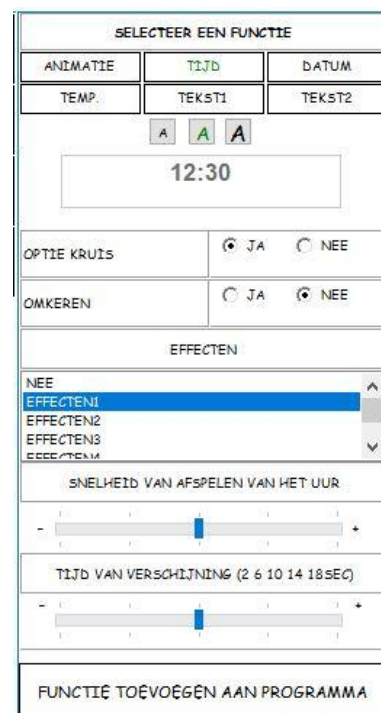 SELECTEER EEN FUNCTIE
ANIMATIE TIJD DATUM
TEMP. TEKST1 TEKST2
A A A
12:30
OPTIE KRUIS JA NEE
OMKEREN JA NEE
EFFECTEN
NEE
EFFECTEN1
EFFECTEN2
EFFECTEN3
EFFECTEN4
SNELHEID VAN AFSPELEN VAN HET UUR
- +
TIJD VAN VERSCHIJNING (2 6 10 14 18SEC)
- +
FUNCTIE TOEVOEGEN AAN PROGRAMMA